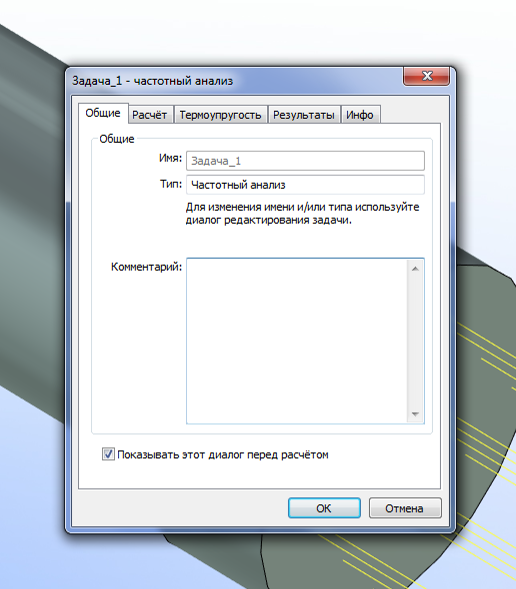 Задача_1 - частотный анализ
Общие Расчёт Термоупругость Результаты Инфо
Общие
Имя: Задача_1
Тип: Частотный анализ
Для изменения имени и/или типа используйте
диалог редактирования задачи.
Комментарий:
Показывать этот диалог перед расчётом
OK Отмена